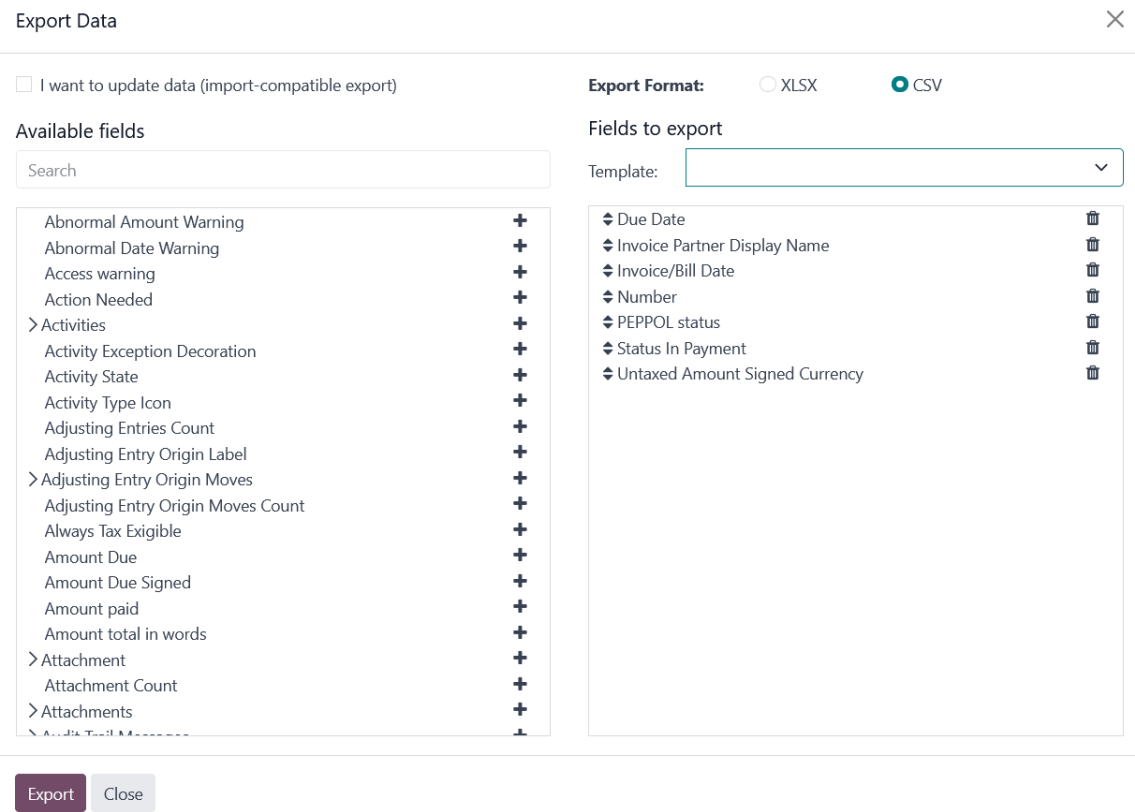 Export Data
I want to update data (import-compatible export)
Export Format:
XLSX
CSV
Available fields
Search
Abnormal Amount Warning
Abnormal Date Warning
Access warning
Action Needed
Activities
Activity Exception Decoration
Activity State
Activity Type Icon
Adjusting Entries Count
Adjusting Entry Origin Label
Adjusting Entry Origin Moves
Adjusting Entry Origin Moves Count
Always Tax Exigible
Amount Due
Amount Due Signed
Amount paid
Amount total in words
Attachment
Attachment Count
Attachments
Audit Trail Messages
Fields to export
Template:
Due Date
Invoice Partner Display Name
Invoice/Bill Date
Number
PEPPOL status
Status In Payment
Untaxed Amount Signed Currency
Export
Close